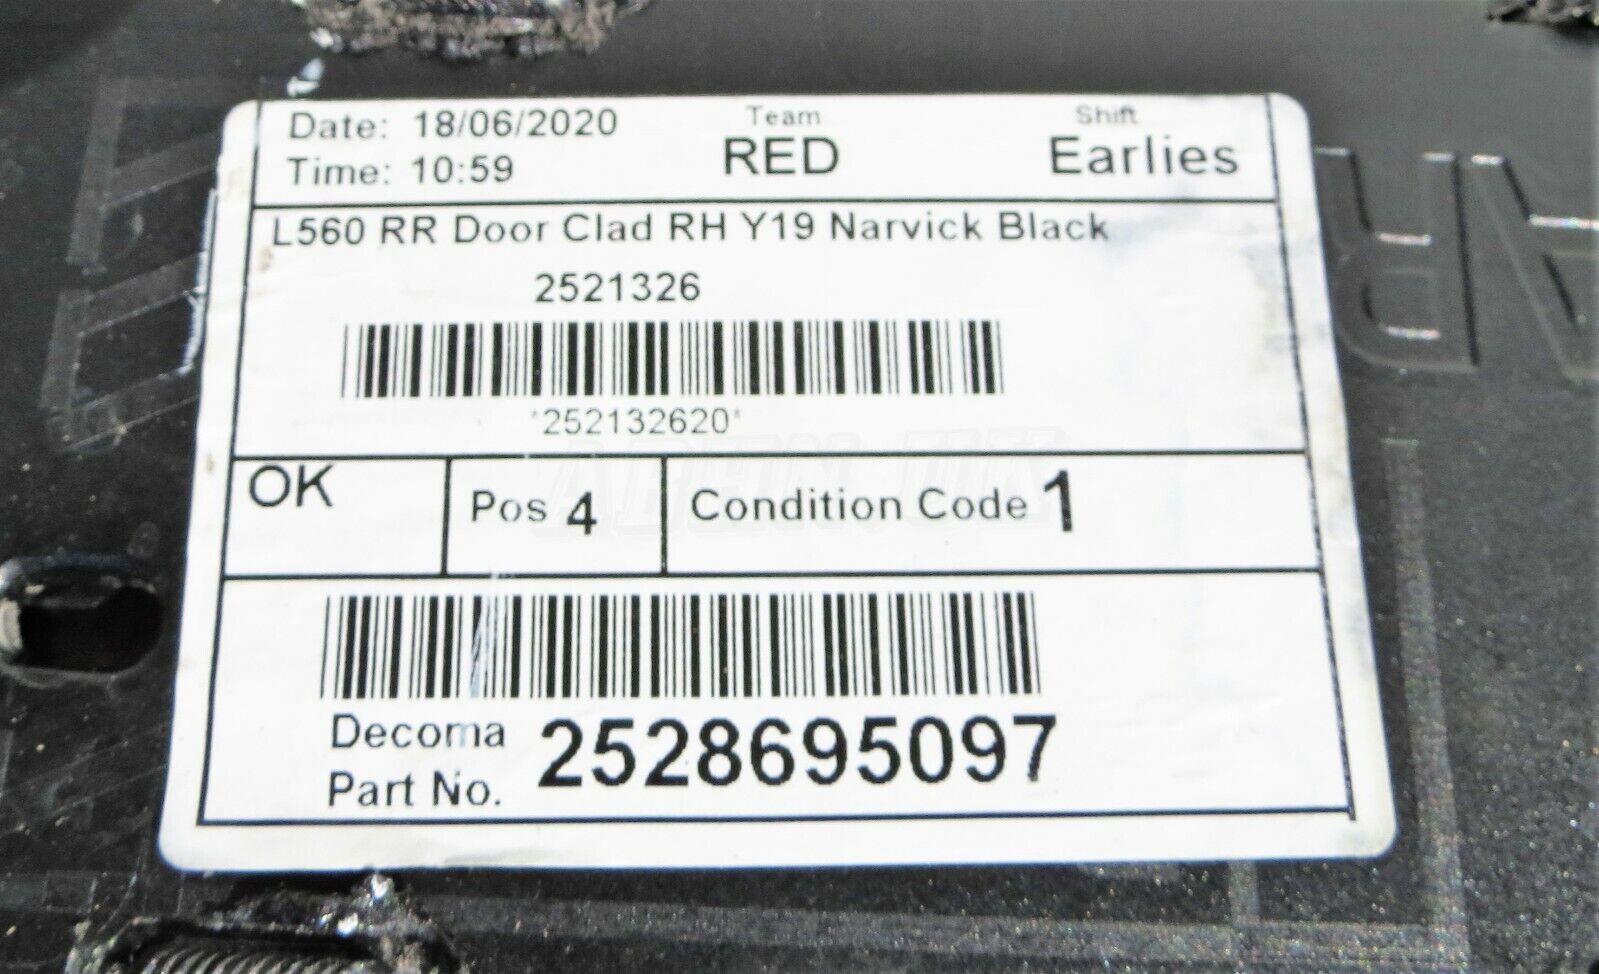 Date: 18/06/2020
Team
Shift
Time: 10:59
RED
Earlies
L560 RR Door Clad RH Y19 Narvick Black
2521326
*252132620*
OK
Pos 4
Condition Code 1
Decoma
Part No. 2528695097